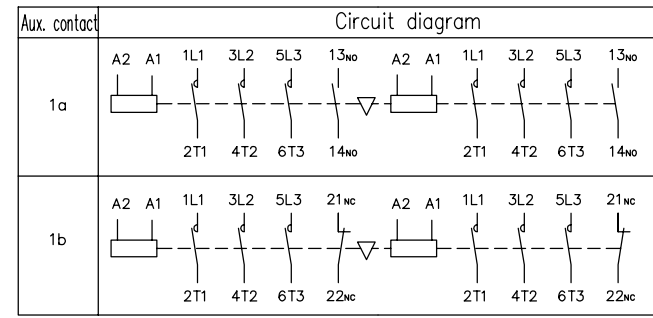 Aux. contact Circuit diagram
A2 A1 1L1 3L2 5L3 13NO A2 A1 1L1 3L2 5L3 13NO
1a
2T1 4T2 6T3 14NO 2T1 4T2 6T3 14NO
A2 A1 1L1 3L2 5L3 21NC A2 A1 1L1 3L2 5L3 21NC
1b
2T1 4T2 6T3 22NC 2T1 4T2 6T3 22NC